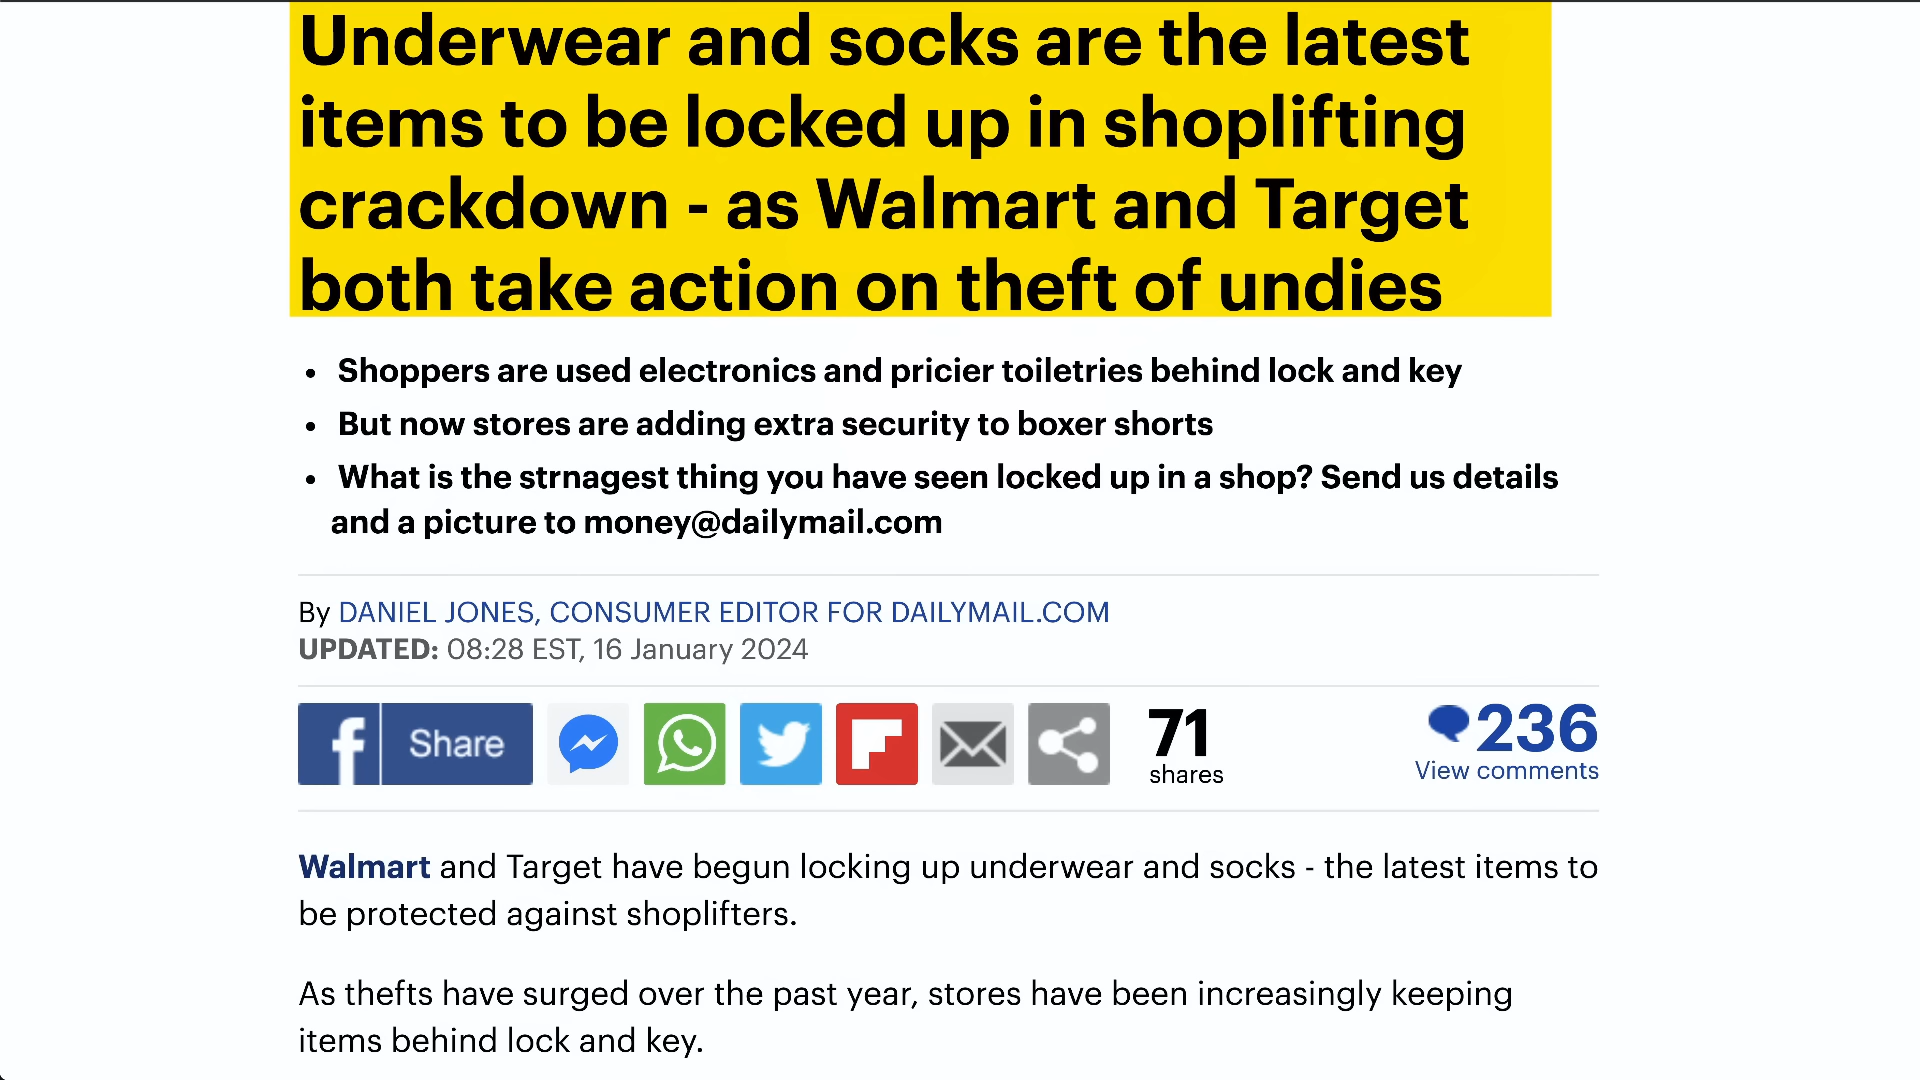 Underwear and socks are the latest
items to be locked up in shoplifting
crackdown - as Walmart and Target
both take action on theft of undies
• Shoppers are used electronics and pricier toiletries behind lock and key
• But now stores are adding extra security to boxer shorts
• What is the strnagest thing you have seen locked up in a shop? Send us details
and a picture to money@dailymail.com
By DANIEL JONES, CONSUMER EDITOR FOR DAILYMAIL.COM
UPDATED: 08:28 EST, 16 January 2024
f Share
71
shares
236
View comments
Walmart and Target have begun locking up underwear and socks - the latest items to
be protected against shoplifters.
As thefts have surged over the past year, stores have been increasingly keeping
items behind lock and key.